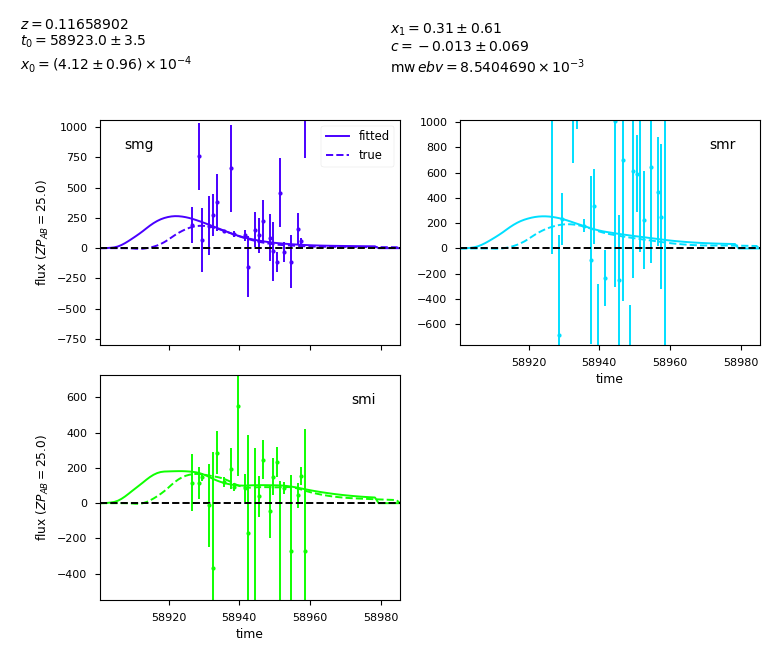 z = 0.11658902
t₀ = 58923.0 ± 3.5
x₀ = (4.12 ± 0.96) × 10⁻⁴
x₁ = 0.31 ± 0.61
c = −0.013 ± 0.069
mw ebv = 8.5404690 × 10⁻³
smg
fitted
true
1000
750
500
250
0
−250
−500
−750
flux (ZP_AB = 25.0)
smr
1000
800
600
400
200
0
−200
−400
−600
58920 58940 58960 58980
time
smi
600
400
200
0
−200
−400
flux (ZP_AB = 25.0)
58920 58940 58960 58980
time